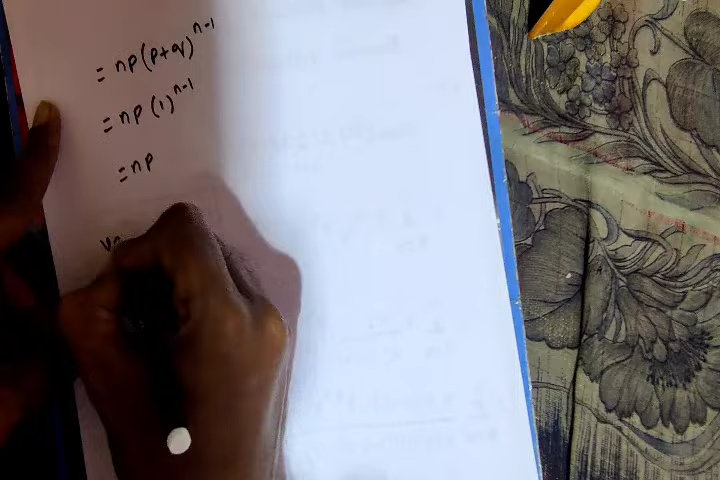 = np(p+q)^{n-1}
= np(1)^{n-1}
= np